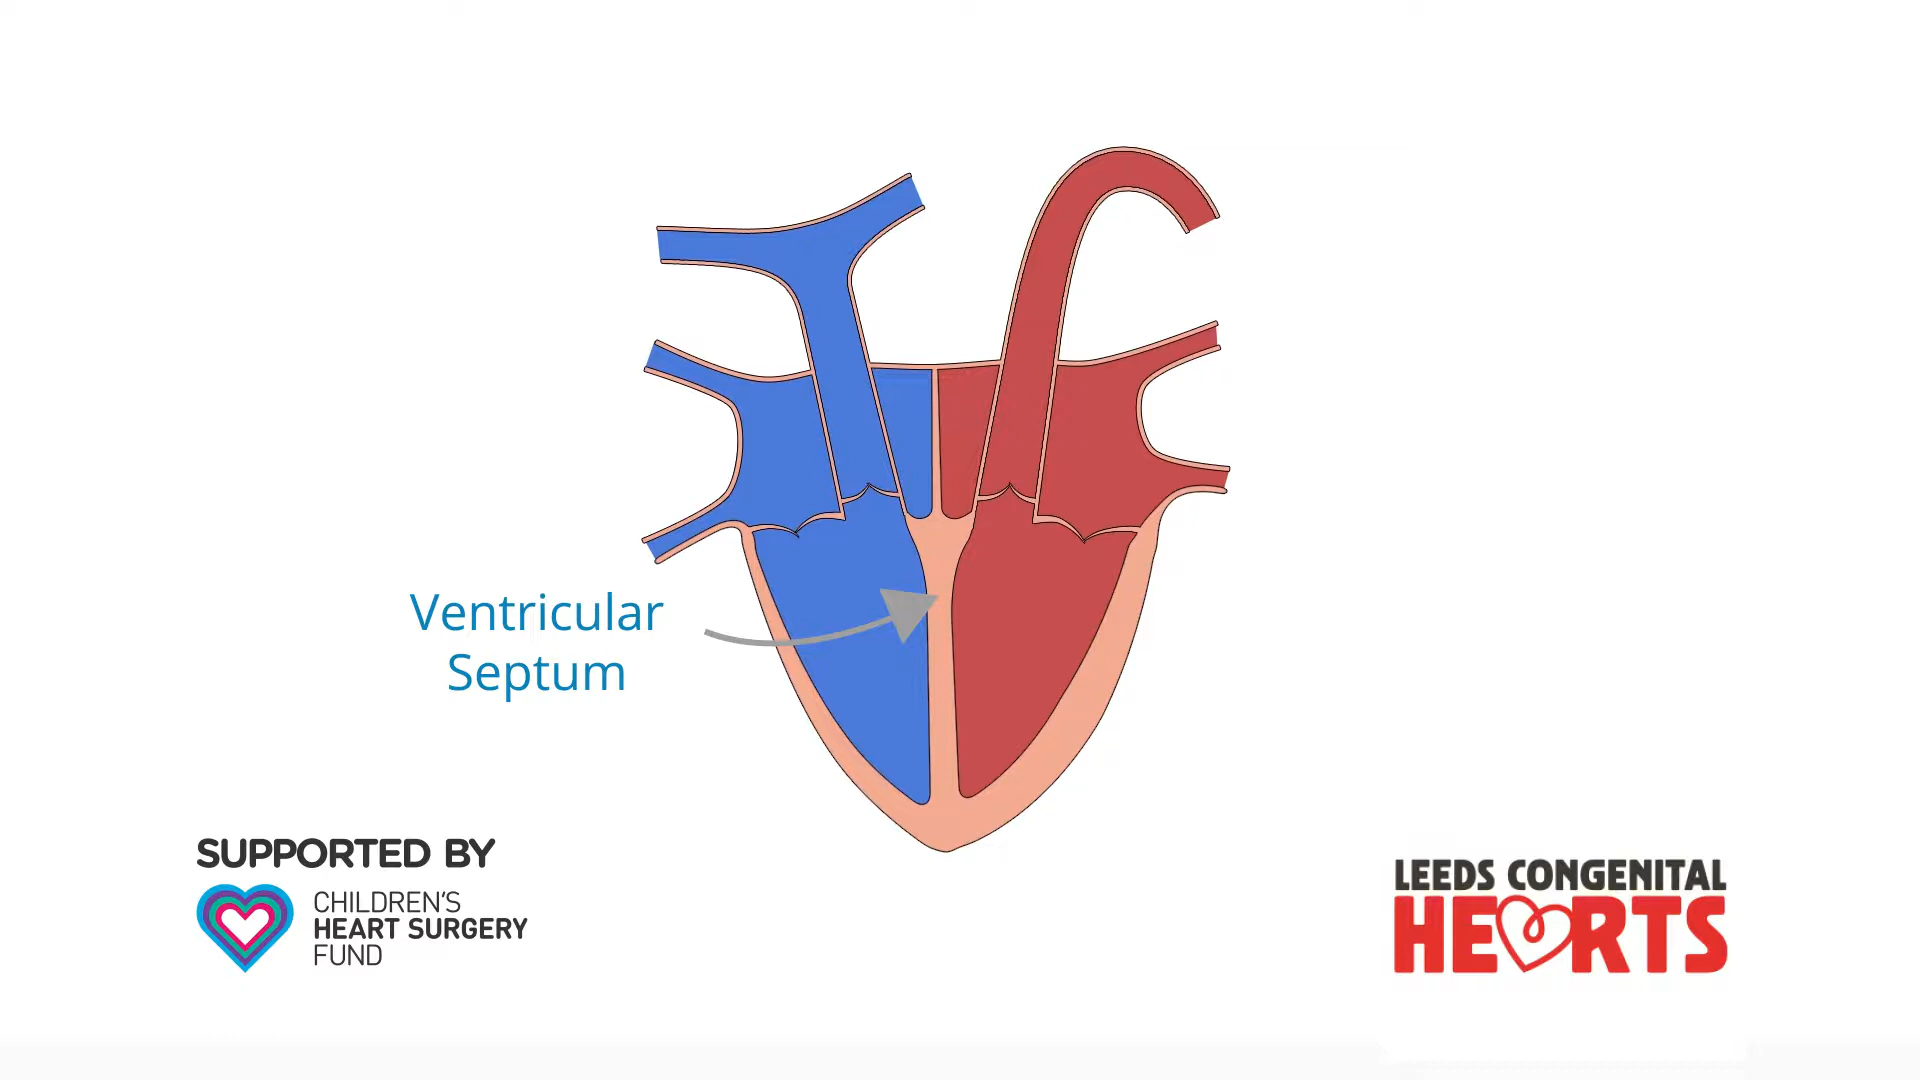 Ventricular
Septum
SUPPORTED BY
CHILDREN'S
HEART SURGERY
FUND
LEEDS CONGENITAL
HEARTS